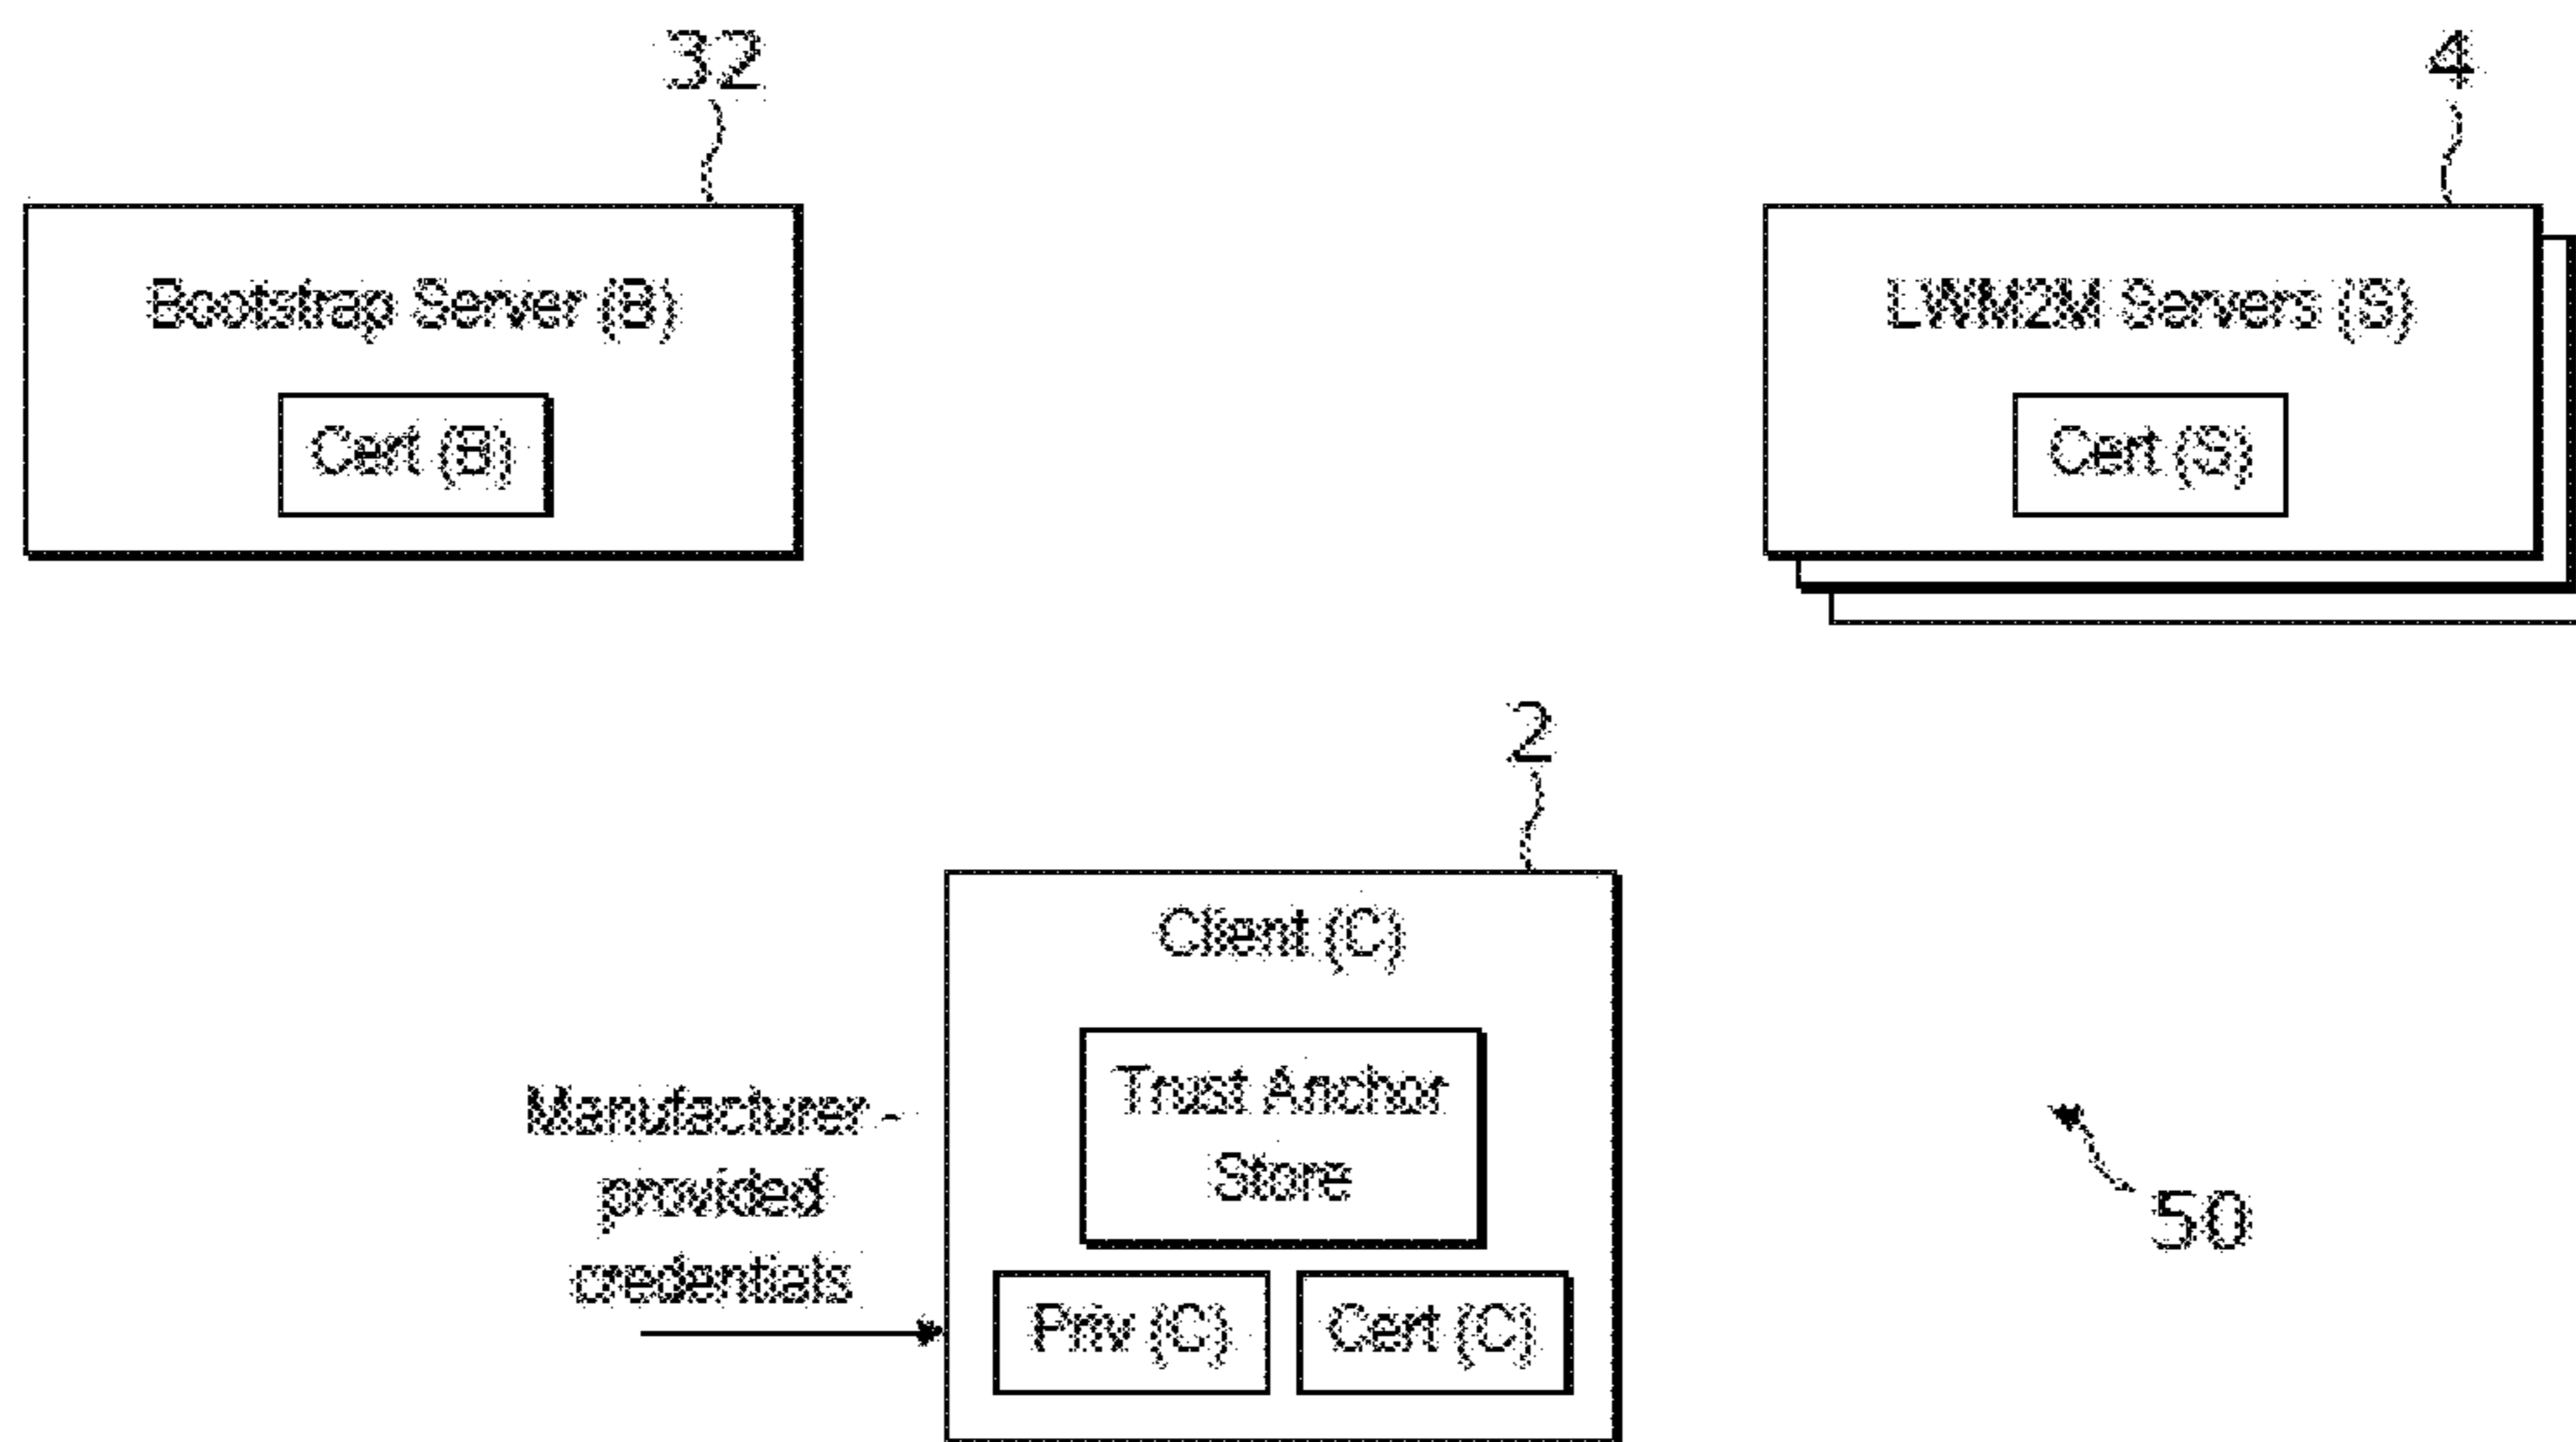 32
4
Bootstrap Server (B)
LWM2M Servers (S)
Cert (B)
Cert (S)
2
Client (C)
Trust Anchor
Store
Manufacturer -
provided
credentials
Priv (C)
Cert (C)
50